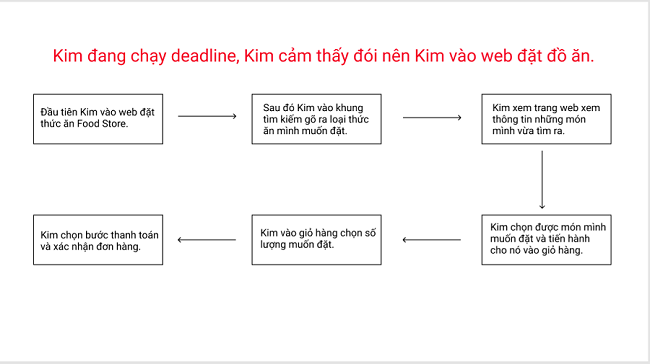 Kim đang chạy deadline, Kim cảm thấy đói nên Kim vào web đặt đồ ăn.
Đầu tiên Kim vào web đặt
thức ăn Food Store.
Sau đó Kim vào khung
tìm kiếm gõ ra loại thức
ăn mình muốn đặt.
Kim xem trang web xem
thông tin những món
mình vừa tìm ra.
Kim chọn được món mình
muốn đặt và tiến hành
cho nó vào giỏ hàng.
Kim vào giỏ hàng chọn số
lượng muốn đặt.
Kim chọn bước thanh toán
và xác nhận đơn hàng.